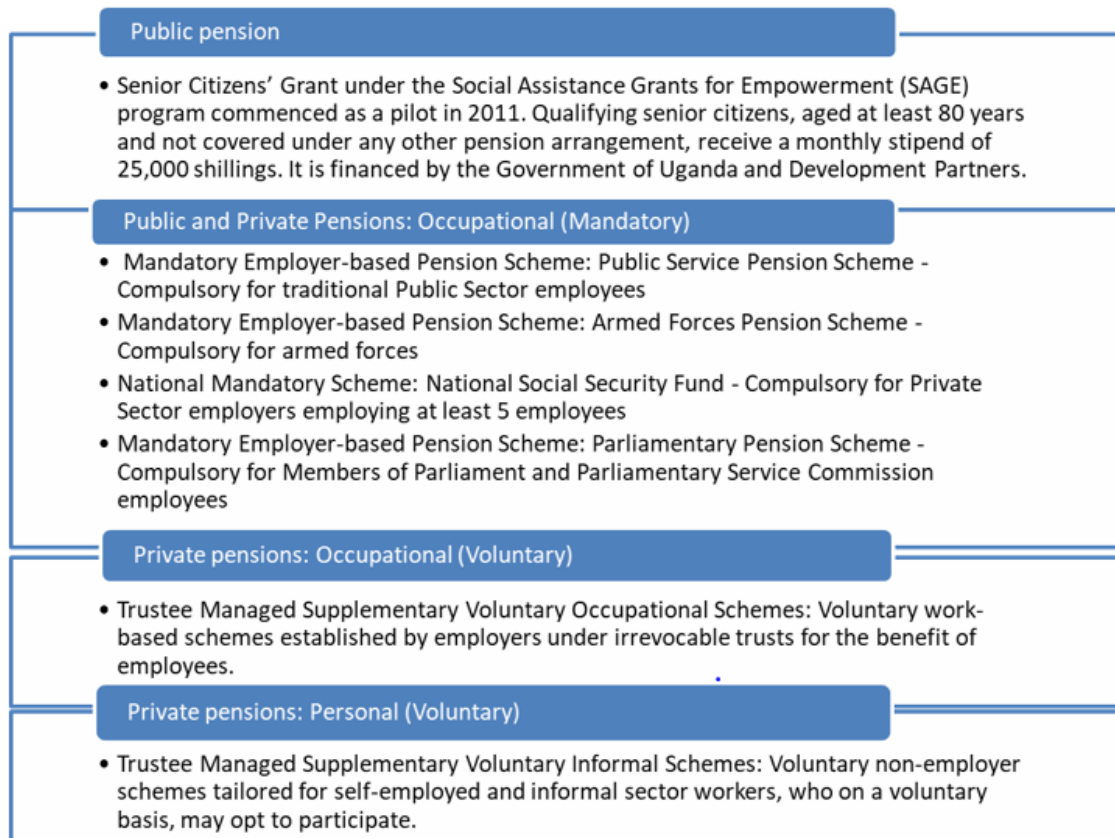 Public pension
• Senior Citizens’ Grant under the Social Assistance Grants for Empowerment (SAGE)
program commenced as a pilot in 2011. Qualifying senior citizens, aged at least 80 years
and not covered under any other pension arrangement, receive a monthly stipend of
25,000 shillings. It is financed by the Government of Uganda and Development Partners.
Public and Private Pensions: Occupational (Mandatory)
• Mandatory Employer-based Pension Scheme: Public Service Pension Scheme -
Compulsory for traditional Public Sector employees
• Mandatory Employer-based Pension Scheme: Armed Forces Pension Scheme -
Compulsory for armed forces
• National Mandatory Scheme: National Social Security Fund - Compulsory for Private
Sector employers employing at least 5 employees
• Mandatory Employer-based Pension Scheme: Parliamentary Pension Scheme -
Compulsory for Members of Parliament and Parliamentary Service Commission
employees
Private pensions: Occupational (Voluntary)
• Trustee Managed Supplementary Voluntary Occupational Schemes: Voluntary work-
based schemes established by employers under irrevocable trusts for the benefit of
employees.
Private pensions: Personal (Voluntary)
• Trustee Managed Supplementary Voluntary Informal Schemes: Voluntary non-employer
schemes tailored for self-employed and informal sector workers, who on a voluntary
basis, may opt to participate.